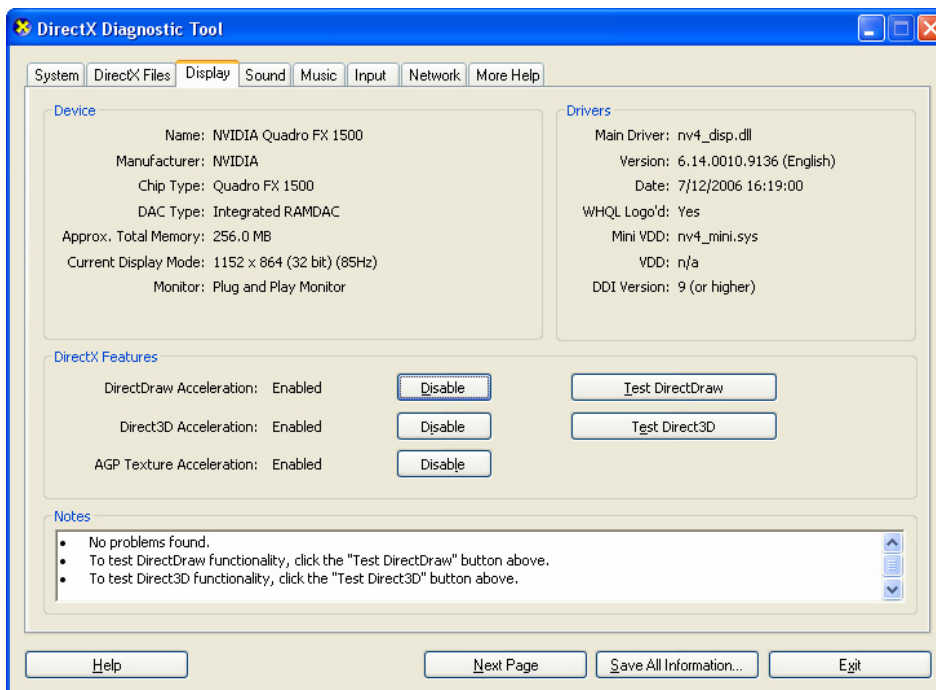 DirectX Diagnostic Tool
System DirectX Files Display Sound Music Input Network More Help
Device
Name: NVIDIA Quadro FX 1500
Manufacturer: NVIDIA
Chip Type: Quadro FX 1500
DAC Type: Integrated RAMDAC
Approx. Total Memory: 256.0 MB
Current Display Mode: 1152 x 864 (32 bit) (85Hz)
Monitor: Plug and Play Monitor
Drivers
Main Driver: nv4_disp.dll
Version: 6.14.0010.9136 (English)
Date: 7/12/2006 16:19:00
WHQL Logo'd: Yes
Mini VDD: nv4_mini.sys
VDD: n/a
DDI Version: 9 (or higher)
DirectX Features
DirectDraw Acceleration: Enabled Disable Test DirectDraw
Direct3D Acceleration: Enabled Disable Test Direct3D
AGP Texture Acceleration: Enabled Disable
Notes
• No problems found.
• To test DirectDraw functionality, click the "Test DirectDraw" button above.
• To test Direct3D functionality, click the "Test Direct3D" button above.
Help Next Page Save All Information... Exit